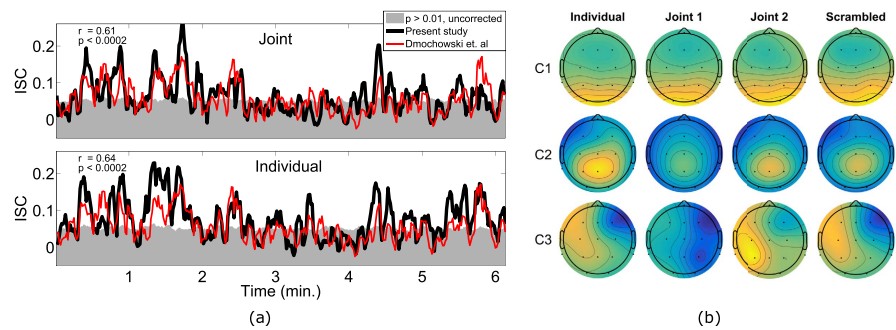 (a)
r = 0.61
p < 0.0002
Joint
p > 0.01, uncorrected
Present study
Dmochowski et. al
ISC
0.2
0.1
0
r = 0.64
p < 0.0002
Individual
ISC
0.2
0.1
0
1 2 3 4 5 6
Time (min.)
(a)
(b)
Individual Joint 1 Joint 2 Scrambled
C1
C2
C3
(b)